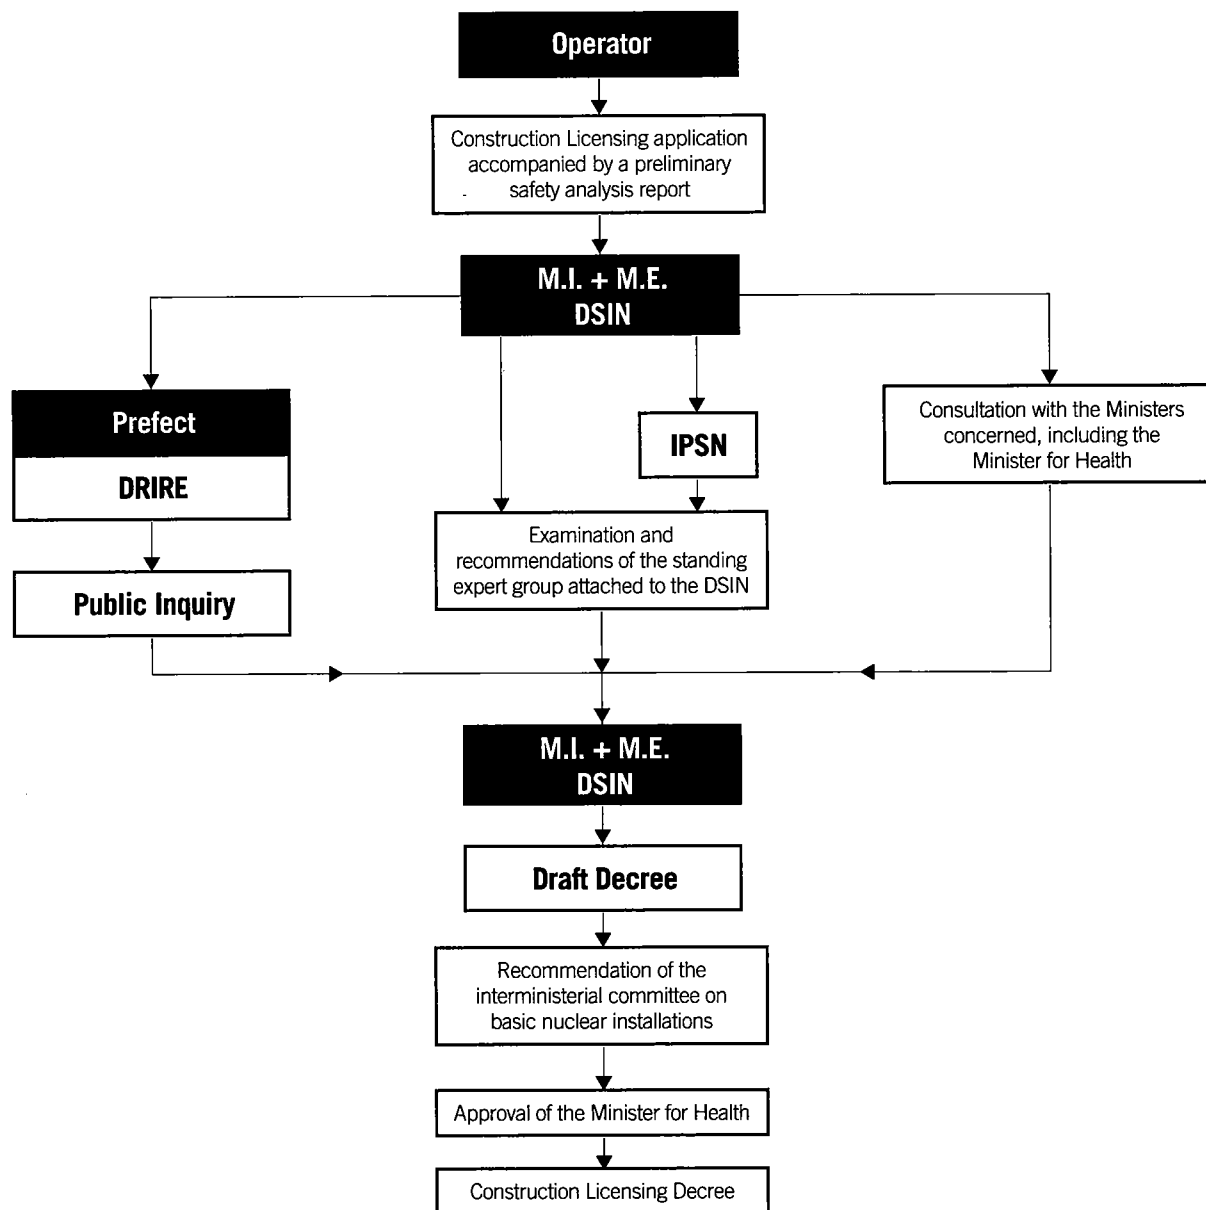 Operator
Construction Licensing application
accompanied by a preliminary
safety analysis report
M.I. + M.E.
DSIN
Prefect
DRIRE
Public Inquiry
IPSN
Examination and
recommendations of the standing
expert group attached to the DSIN
Consultation with the Ministers
concerned, including the
Minister for Health
M.I. + M.E.
DSIN
Draft Decree
Recommendation of the
interministerial committee on
basic nuclear installations
Approval of the Minister for Health
Construction Licensing Decree